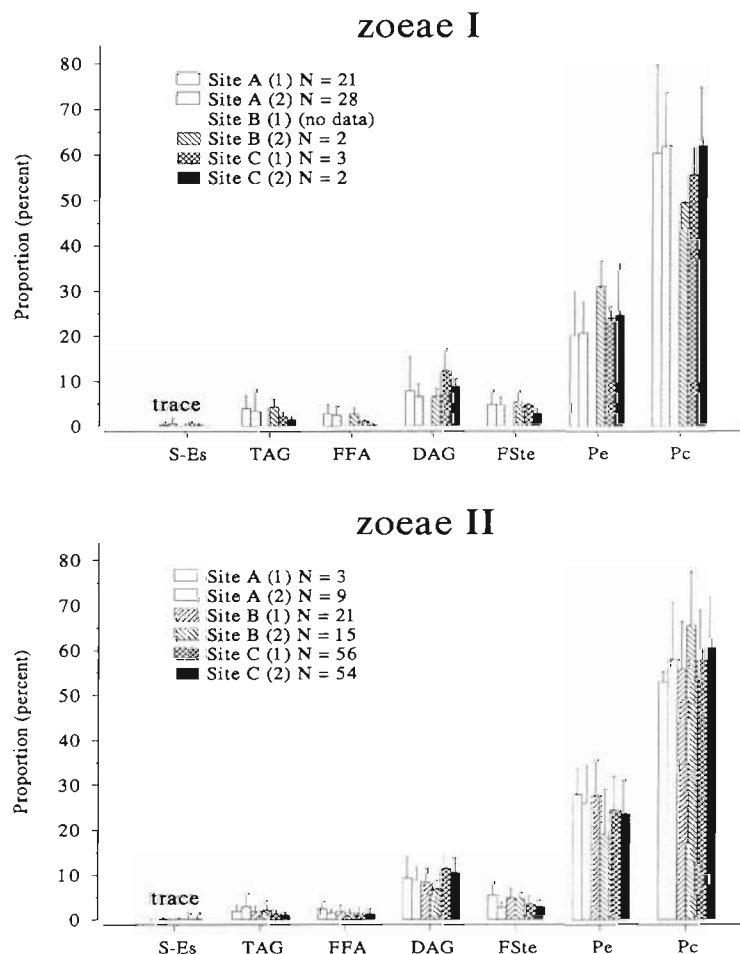 zoeae I
80
70
60
50
40
30
20
10
0
Proportion (percent)
Site A (1) N = 21
Site A (2) N = 28
Site B (1) (no data)
Site B (2) N = 2
Site C (1) N = 3
Site C (2) N = 2
trace
S-Es TAG FFA DAG FSte Pe Pc
zoeae II
80
70
60
50
40
30
20
10
0
Proportion (percent)
Site A (1) N = 3
Site A (2) N = 9
Site B (1) N = 21
Site B (2) N = 15
Site C (1) N = 56
Site C (2) N = 54
trace
S-Es TAG FFA DAG FSte Pe Pc